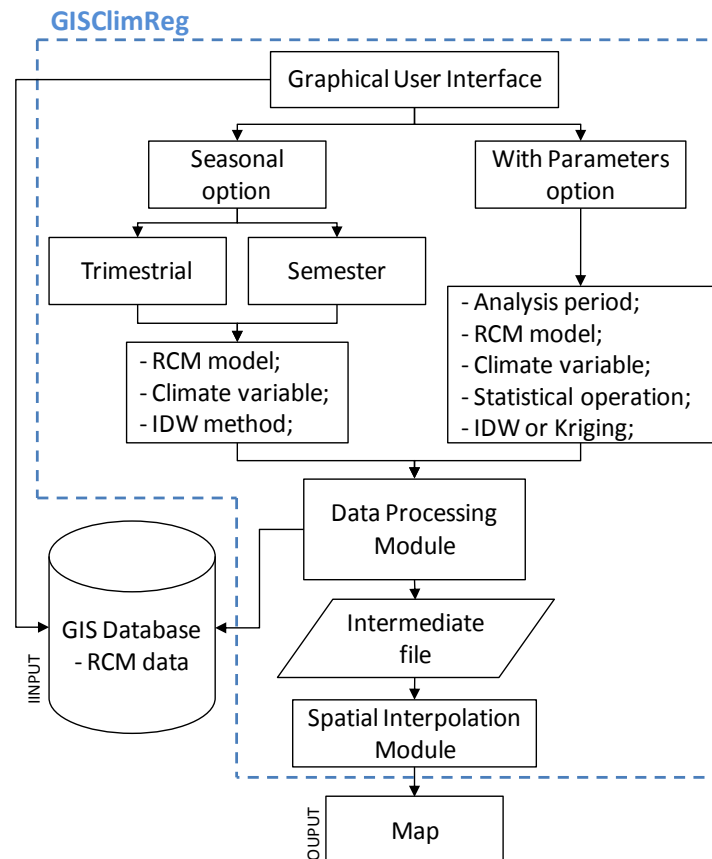 GISClimReg
Graphical User Interface
Seasonal
option
With Parameters
option
Trimestrial
Semester
- Analysis period;
- RCM model;
- Climate variable;
- Statistical operation;
- IDW or Kriging;
- RCM model;
- Climate variable;
- IDW method;
Data Processing
Module
GIS Database
- RCM data
IINPUT
Intermediate
file
Spatial Interpolation
Module
OUPUT
Map